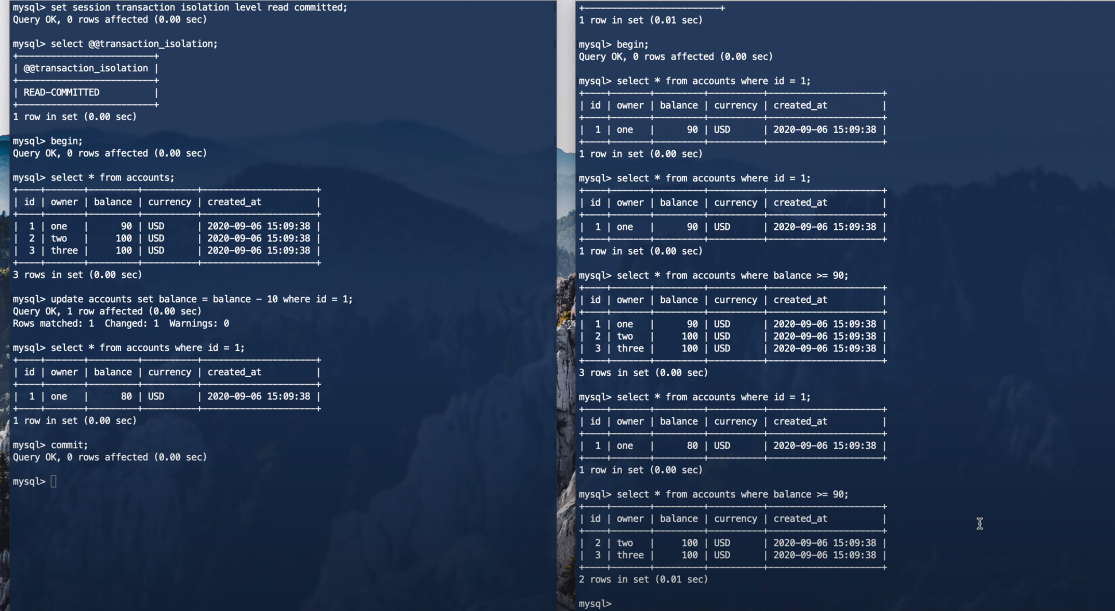 mysql> set session transaction isolation level read committed;
Query OK, 0 rows affected (0.00 sec)
mysql> select @@transaction_isolation;
| @@transaction_isolation |
| READ-COMMITTED |
1 row in set (0.00 sec)
mysql> begin;
Query OK, 0 rows affected (0.00 sec)
mysql> select * from accounts;
| id | owner | balance | currency | created_at |
| 1 | one | 90 | USD | 2020-09-06 15:09:38 |
| 2 | two | 100 | USD | 2020-09-06 15:09:38 |
| 3 | three | 100 | USD | 2020-09-06 15:09:38 |
3 rows in set (0.00 sec)
mysql> update accounts set balance = balance - 10 where id = 1;
Query OK, 1 row affected (0.00 sec)
Rows matched: 1 Changed: 1 Warnings: 0
mysql> select * from accounts where id = 1;
| id | owner | balance | currency | created_at |
| 1 | one | 80 | USD | 2020-09-06 15:09:38 |
1 row in set (0.00 sec)
mysql> commit;
Query OK, 0 rows affected (0.00 sec)
mysql>
1 row in set (0.01 sec)
mysql> begin;
Query OK, 0 rows affected (0.00 sec)
mysql> select * from accounts where id = 1;
| id | owner | balance | currency | created_at |
| 1 | one | 90 | USD | 2020-09-06 15:09:38 |
1 row in set (0.00 sec)
mysql> select * from accounts where id = 1;
| id | owner | balance | currency | created_at |
| 1 | one | 90 | USD | 2020-09-06 15:09:38 |
1 row in set (0.00 sec)
mysql> select * from accounts where balance >= 90;
| id | owner | balance | currency | created_at |
| 1 | one | 90 | USD | 2020-09-06 15:09:38 |
| 2 | two | 100 | USD | 2020-09-06 15:09:38 |
| 3 | three | 100 | USD | 2020-09-06 15:09:38 |
3 rows in set (0.00 sec)
mysql> select * from accounts where id = 1;
| id | owner | balance | currency | created_at |
| 1 | one | 80 | USD | 2020-09-06 15:09:38 |
1 row in set (0.00 sec)
mysql> select * from accounts where balance >= 90;
| id | owner | balance | currency | created_at |
| 2 | two | 100 | USD | 2020-09-06 15:09:38 |
| 3 | three | 100 | USD | 2020-09-06 15:09:38 |
2 rows in set (0.01 sec)
mysql>